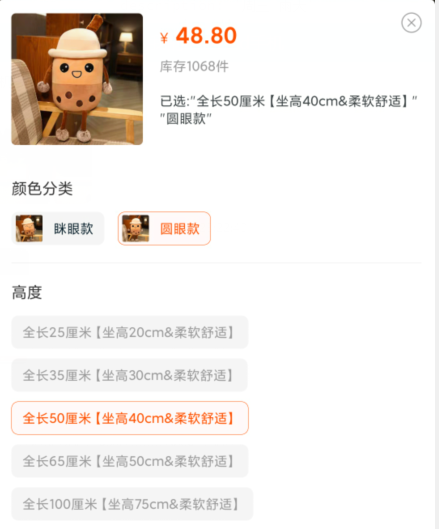 ¥ 48.80
库存1068件
已选:"全长50厘米【坐高40cm&柔软舒适】"
"圆眼款"
颜色分类
眯眼款
圆眼款
高度
全长25厘米【坐高20cm&柔软舒适】
全长35厘米【坐高30cm&柔软舒适】
全长50厘米【坐高40cm&柔软舒适】
全长65厘米【坐高50cm&柔软舒适】
全长100厘米【坐高75cm&柔软舒适】